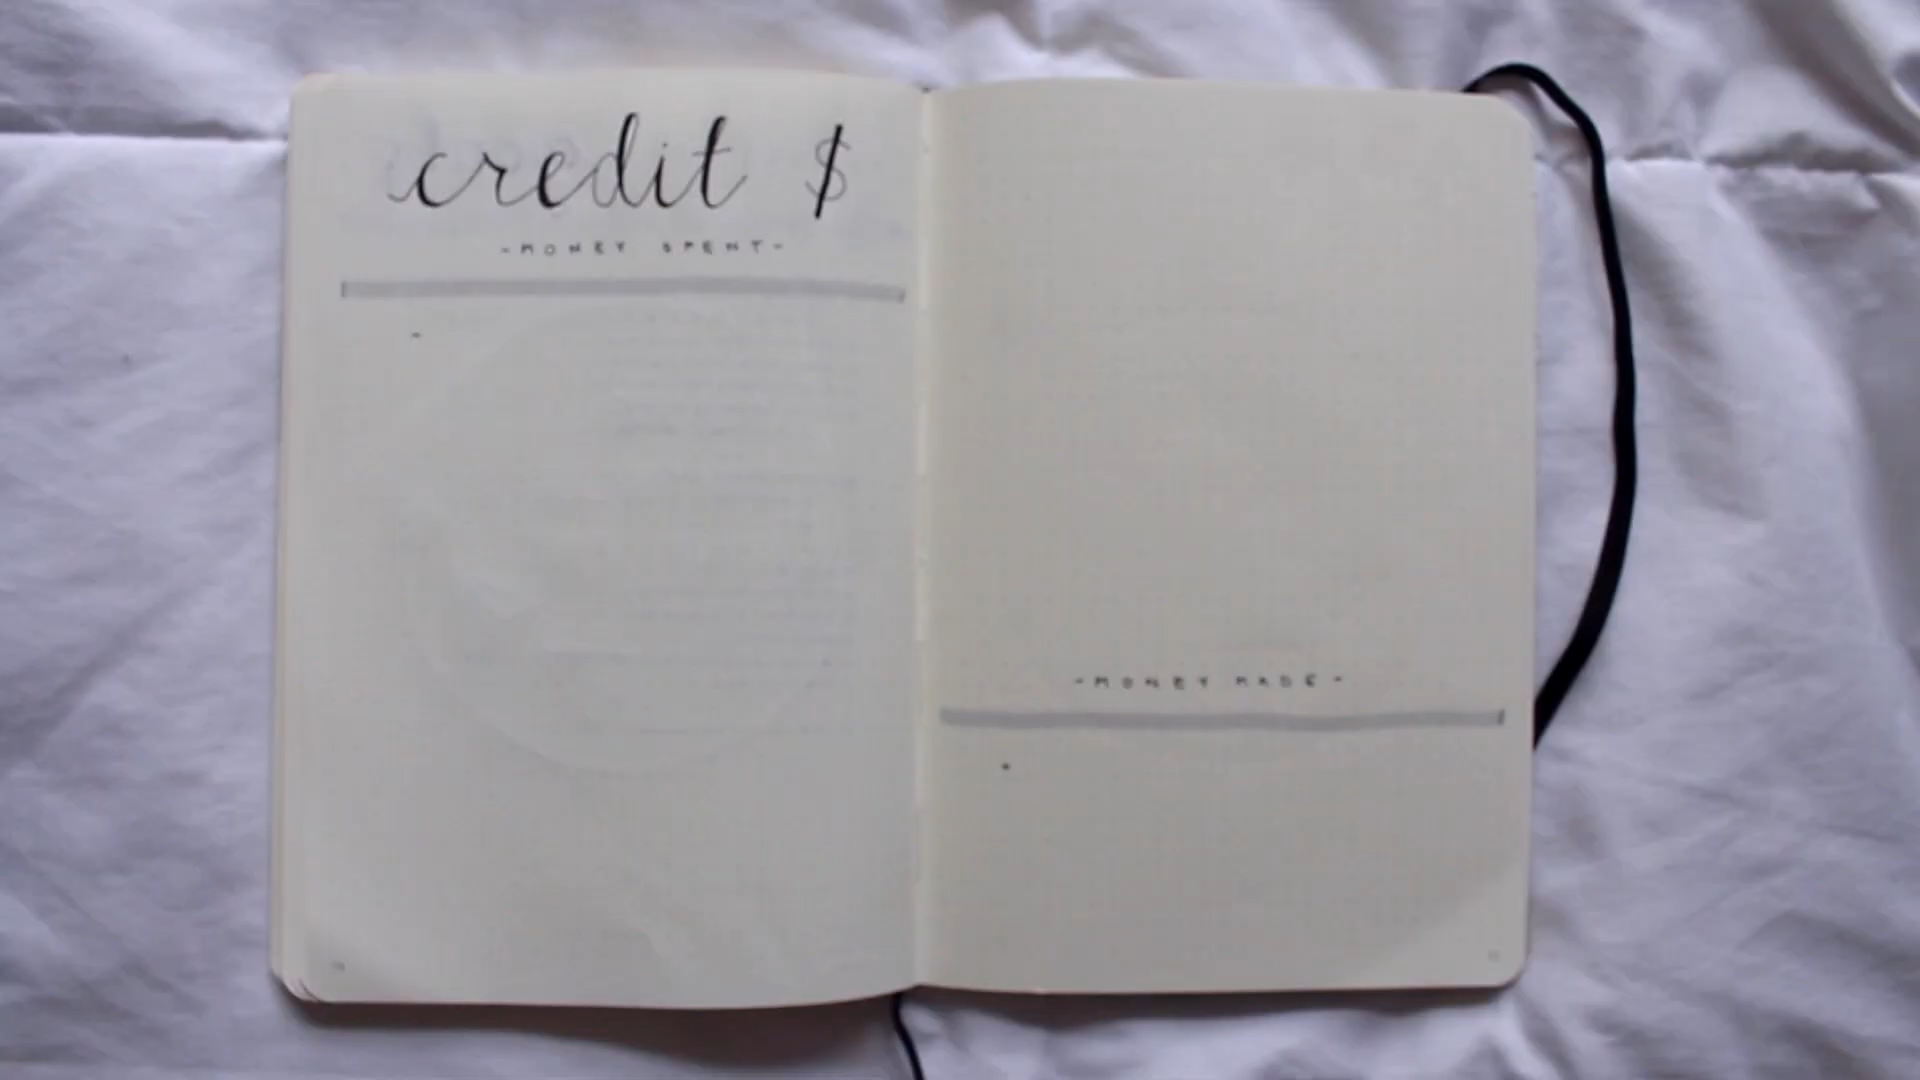 credit $
-MONEY SPENT-
-
-MONEY MADE-
-